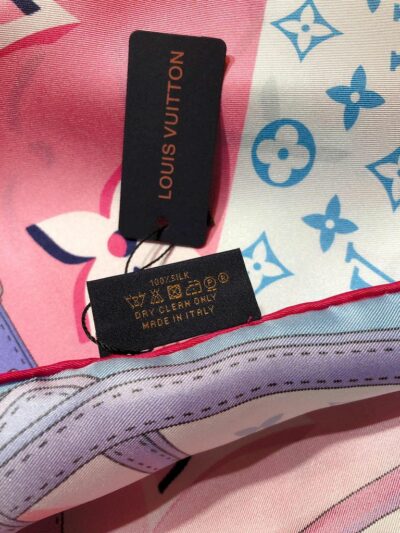 LOUIS VUITTON
100% SILK
DRY CLEAN ONLY
MADE IN ITALY